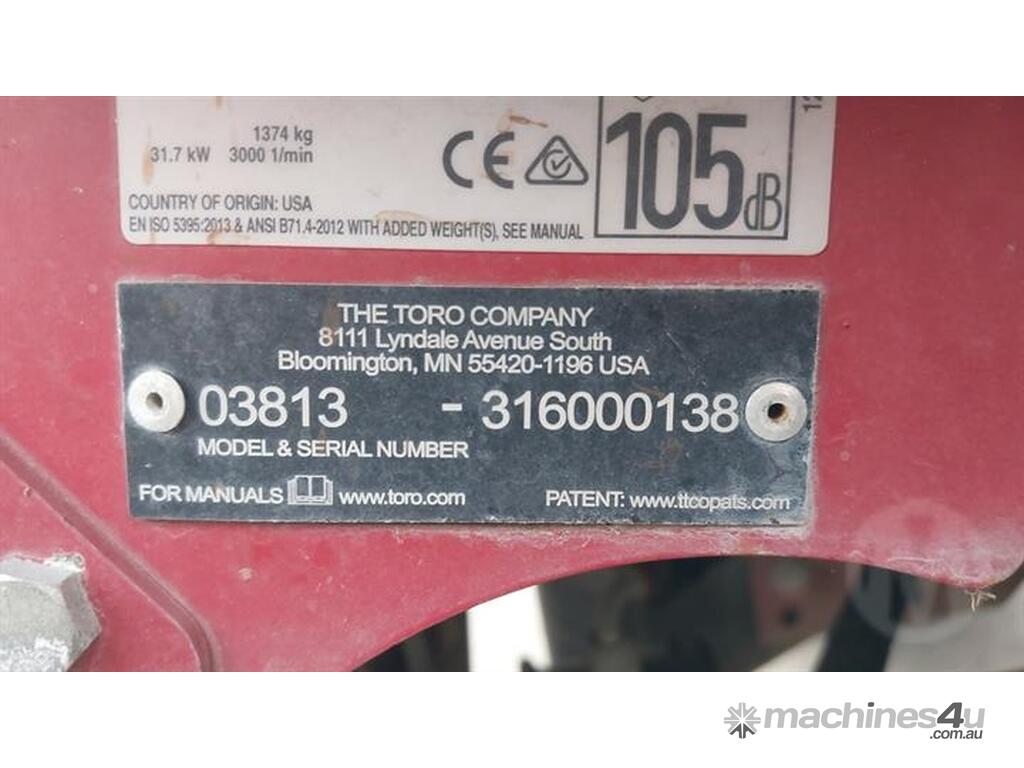 1374 kg
31.7 kW 3000 1/min
CE
105 dB
COUNTRY OF ORIGIN: USA
EN ISO 5395:2013 & ANSI B71.4-2012 WITH ADDED WEIGHT(S), SEE MANUAL
THE TORO COMPANY
8111 Lyndale Avenue South
Bloomington, MN 55420-1196 USA
03813 - 316000138
MODEL & SERIAL NUMBER
FOR MANUALS www.toro.com PATENT: www.ttcopats.com
machines4u
.com.au